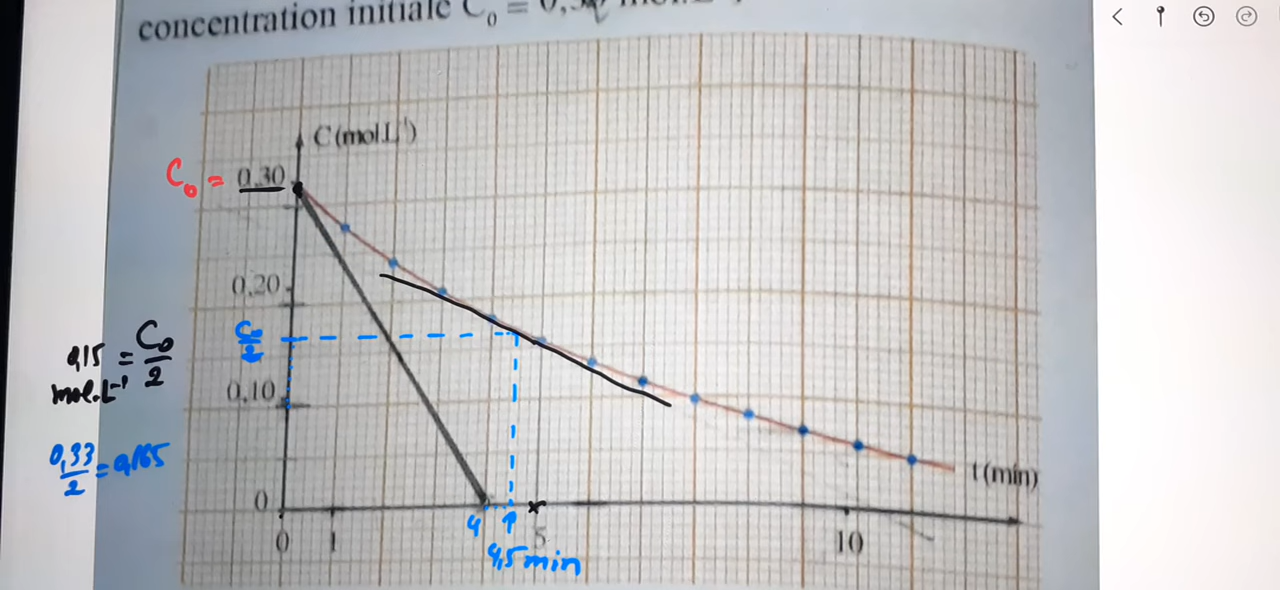 concentration initiale C₀ =
C (mol.L⁻¹)
C₀ = 0,30
0,20
C₀/2
0,15 = C₀/2
mol.L⁻¹
0,10
0,33/2 = 0,165
t (min)
0
4
4,5 min
0 1 5 10